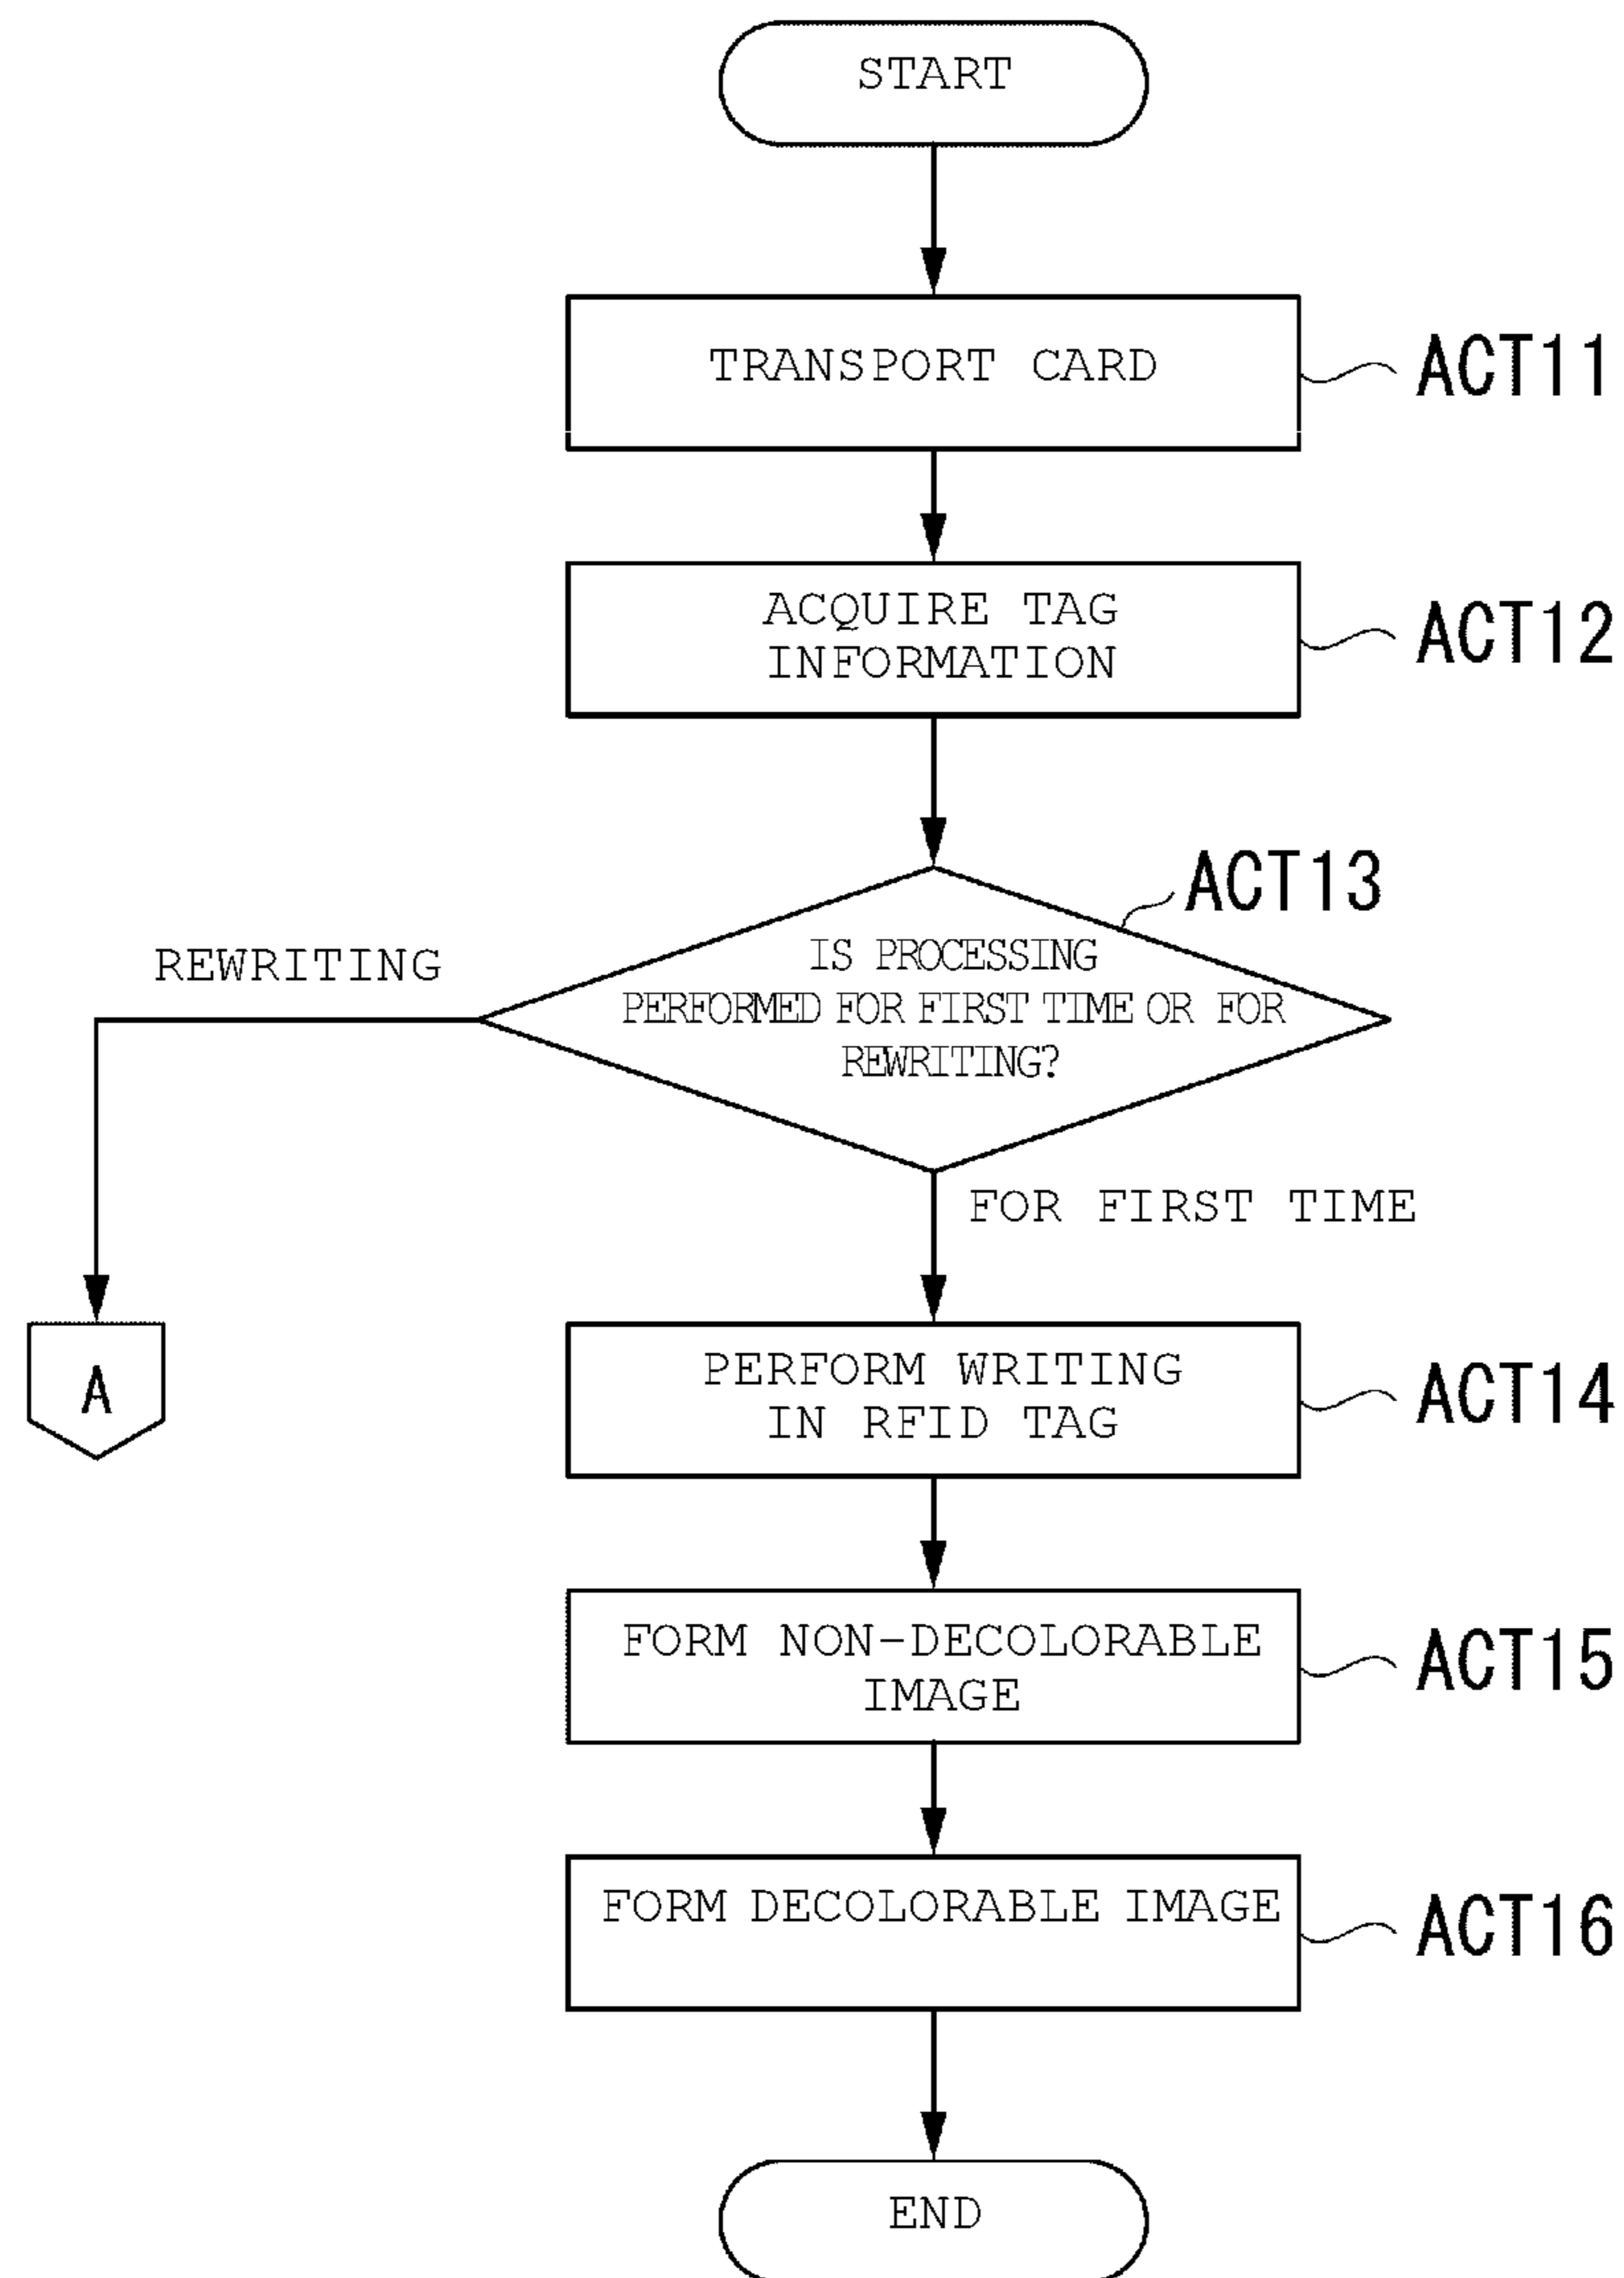 START
TRANSPORT CARD
ACT11
ACQUIRE TAG
INFORMATION
ACT12
ACT13
IS PROCESSING
PERFORMED FOR FIRST TIME OR FOR
REWRITING?
REWRITING
FOR FIRST TIME
A
PERFORM WRITING
IN RFID TAG
ACT14
FORM NON-DECOLORABLE
IMAGE
ACT15
FORM DECOLORABLE IMAGE
ACT16
END